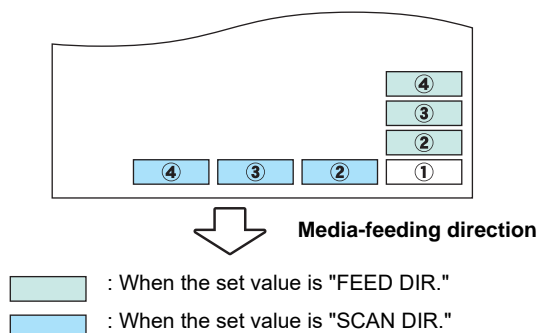 ④
③
②
④ ③ ② ①
Media-feeding direction
: When the set value is "FEED DIR."
: When the set value is "SCAN DIR."